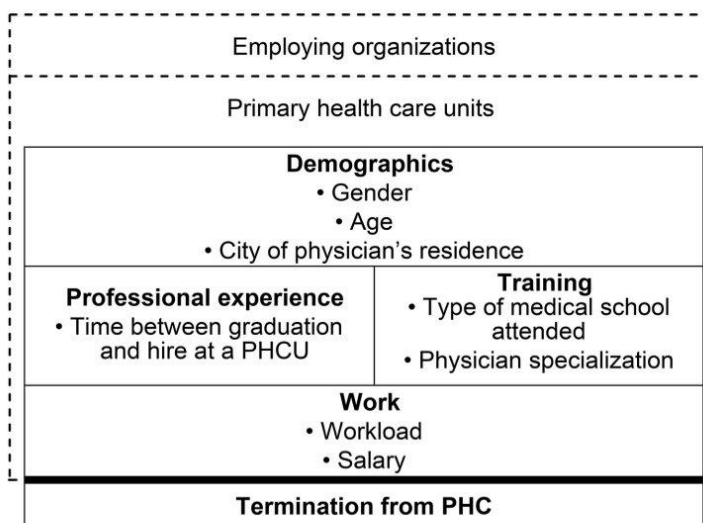 Employing organizations
Primary health care units
Demographics
• Gender
• Age
• City of physician’s residence
Professional experience
• Time between graduation
and hire at a PHCU
Training
• Type of medical school
attended
• Physician specialization
Work
• Workload
• Salary
Termination from PHC